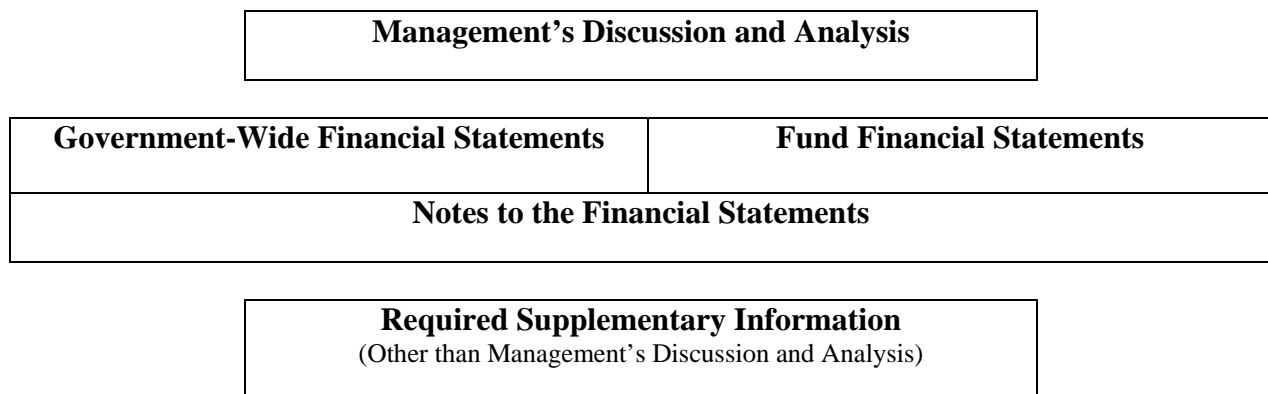 Management’s Discussion and Analysis
Government-Wide Financial Statements
Fund Financial Statements
Notes to the Financial Statements
Required Supplementary Information
(Other than Management’s Discussion and Analysis)